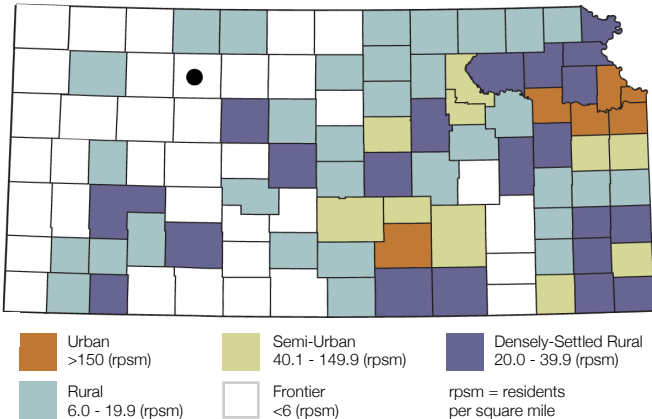 Urban
>150 (rpsm)
Semi-Urban
40.1 - 149.9 (rpsm)
Densely-Settled Rural
20.0 - 39.9 (rpsm)
Rural
6.0 - 19.9 (rpsm)
Frontier
<6 (rpsm)
rpsm = residents
per square mile